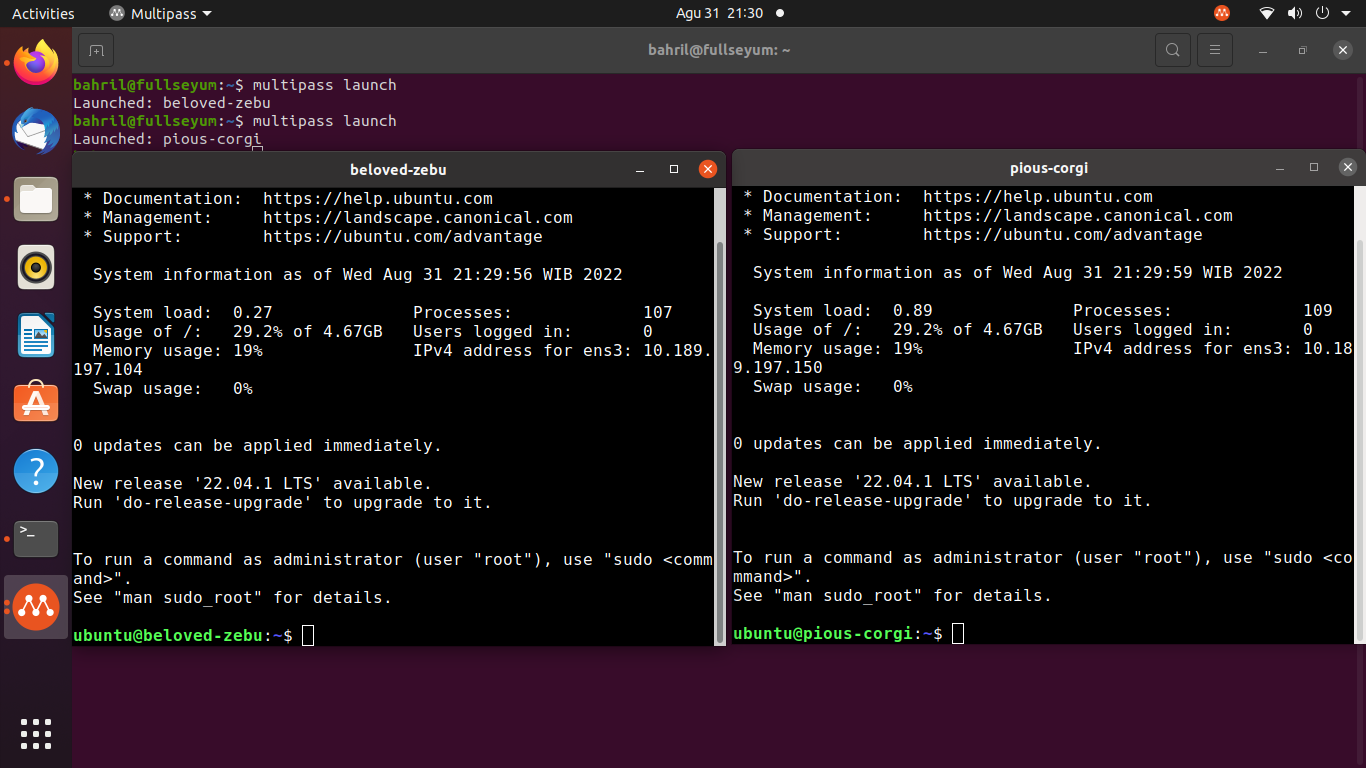 Activities
Multipass
Agu 31 21:30
bahril@fullseyum: ~
bahril@fullseyum:~$ multipass launch
Launched: beloved-zebu
bahril@fullseyum:~$ multipass launch
Launched: pious-corgi
beloved-zebu
* Documentation:  https://help.ubuntu.com
* Management:     https://landscape.canonical.com
* Support:        https://ubuntu.com/advantage
System information as of Wed Aug 31 21:29:56 WIB 2022
System load:  0.27              Processes:             107
Usage of /:   29.2% of 4.67GB   Users logged in:       0
Memory usage: 19%               IPv4 address for ens3: 10.189.
197.104
Swap usage:   0%
0 updates can be applied immediately.
New release '22.04.1 LTS' available.
Run 'do-release-upgrade' to upgrade to it.
To run a command as administrator (user "root"), use "sudo <comm
and>".
See "man sudo_root" for details.
ubuntu@beloved-zebu:~$
pious-corgi
* Documentation:  https://help.ubuntu.com
* Management:     https://landscape.canonical.com
* Support:        https://ubuntu.com/advantage
System information as of Wed Aug 31 21:29:59 WIB 2022
System load:  0.89              Processes:             109
Usage of /:   29.2% of 4.67GB   Users logged in:       0
Memory usage: 19%               IPv4 address for ens3: 10.18
9.197.150
Swap usage:   0%
0 updates can be applied immediately.
New release '22.04.1 LTS' available.
Run 'do-release-upgrade' to upgrade to it.
To run a command as administrator (user "root"), use "sudo <co
mmand>".
See "man sudo_root" for details.
ubuntu@pious-corgi:~$